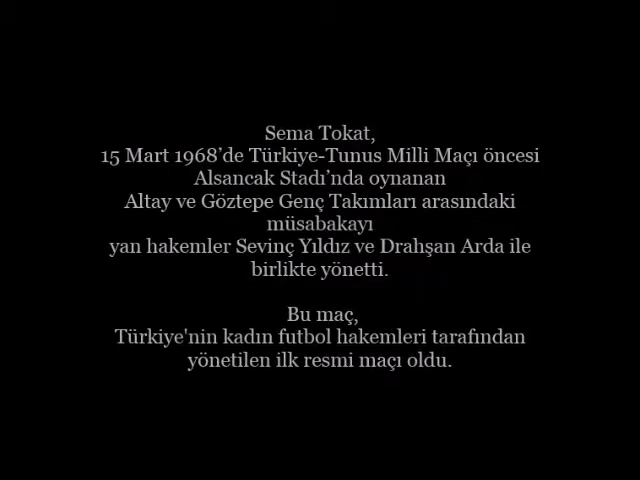 Sema Tokat,
15 Mart 1968’de Türkiye-Tunus Milli Maçı öncesi
Alsancak Stadı’nda oynanan
Altay ve Göztepe Genç Takımları arasındaki
müsabakayı
yan hakemler Sevinç Yıldız ve Drahşan Arda ile
birlikte yönetti.
Bu maç,
Türkiye'nin kadın futbol hakemleri tarafından
yönetilen ilk resmi maçı oldu.